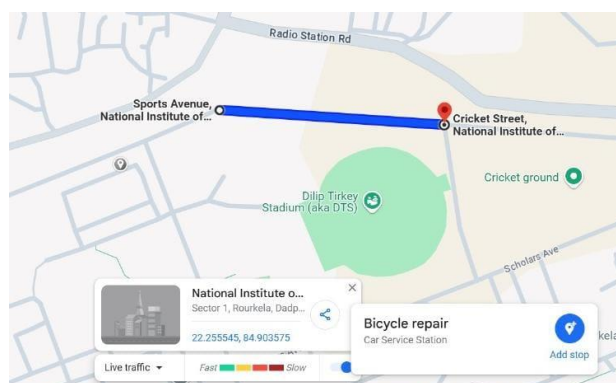 Radio Station Rd
Sports Avenue,
National Institute of...
Cricket Street,
National Institute of...
Cricket ground
Dilip Tirkey
Stadium (aka DTS)
Scholars Ave
National Institute o...
Sector 1, Rourkela, Dadp...
22.255545, 84.903575
Bicycle repair
Car Service Station
Add stop
Live traffic
Fast
Slow